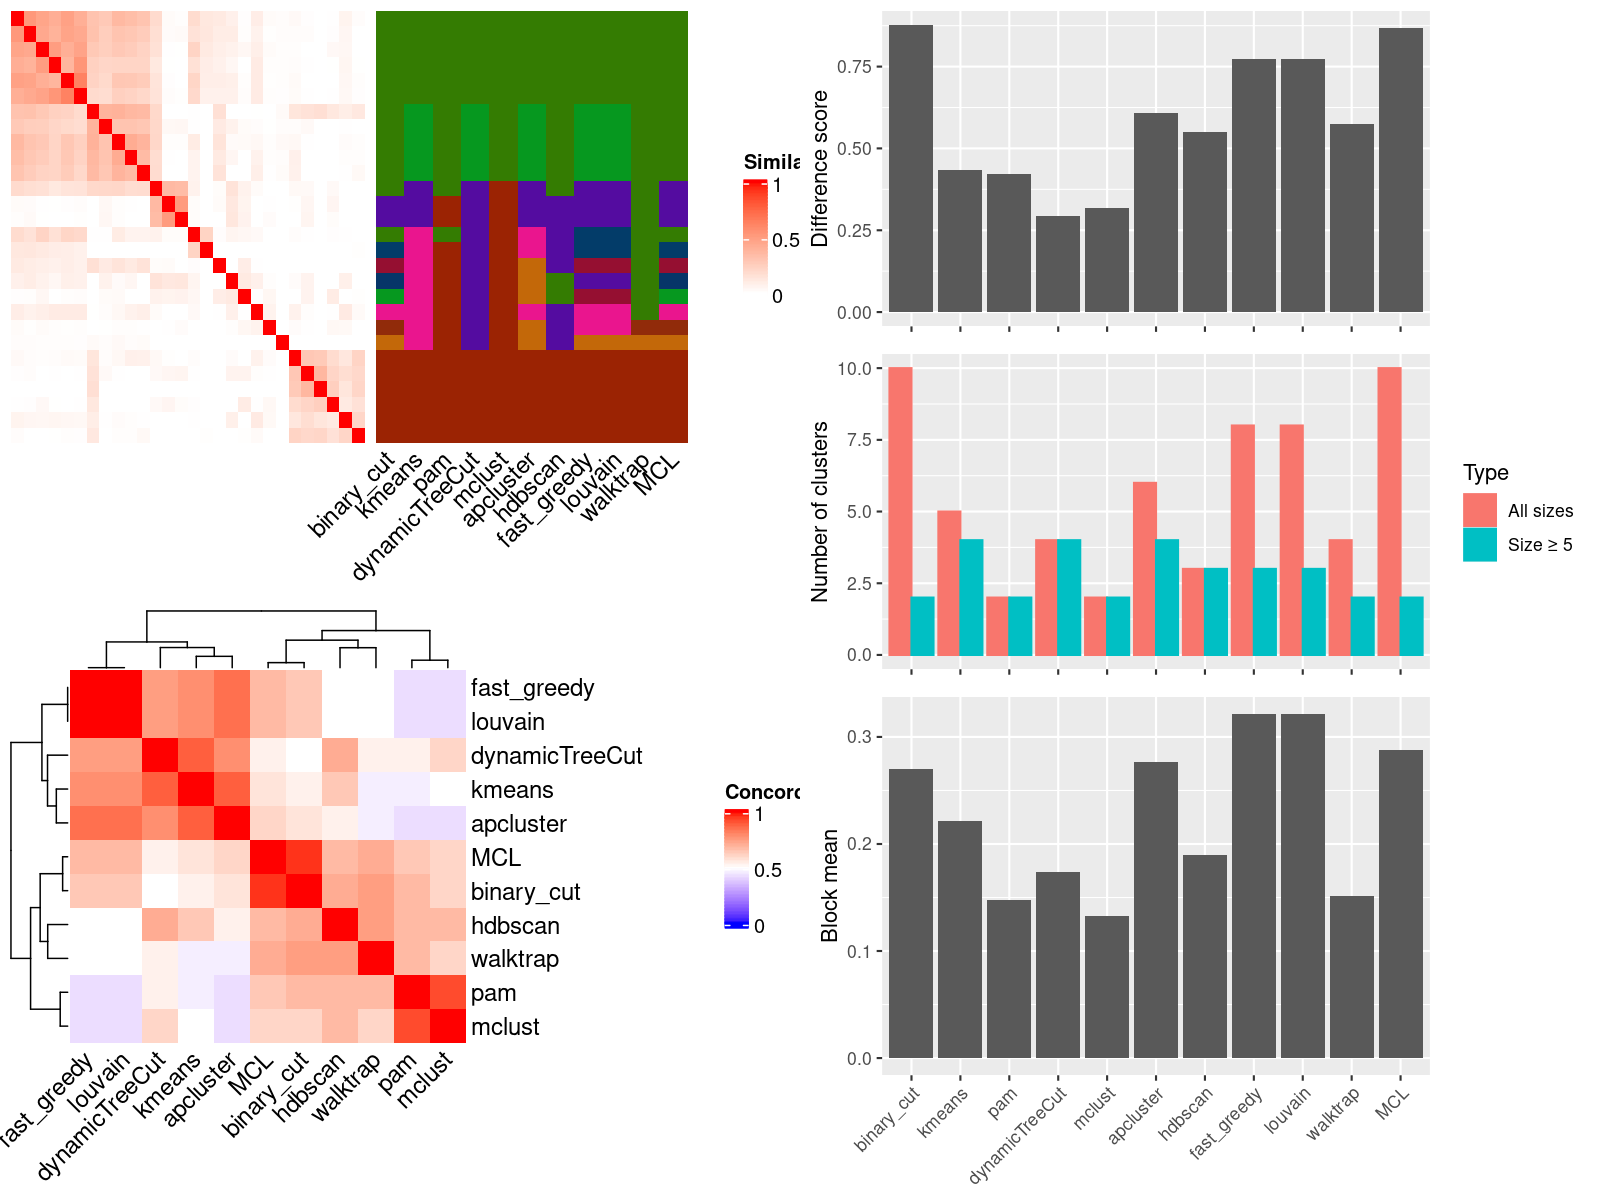 Simila
1
0.5
0
binary_cut
kmeans
pam
dynamicTreeCut
mclust
apcluster
hdbscan
fast_greedy
louvain
walktrap
MCL
fast_greedy
louvain
dynamicTreeCut
kmeans
apcluster
MCL
binary_cut
hdbscan
walktrap
pam
mclust
Concord
1
0.5
0
fast_greedy
louvain
dynamicTreeCut
kmeans
apcluster
MCL
binary_cut
hdbscan
walktrap
pam
mclust
Difference score
0.75
0.50
0.25
0.00
Number of clusters
10.0
7.5
5.0
2.5
0.0
Type
All sizes
Size ≥ 5
Block mean
0.3
0.2
0.1
0.0
binary_cut
kmeans
pam
dynamicTreeCut
mclust
apcluster
hdbscan
fast_greedy
louvain
walktrap
MCL